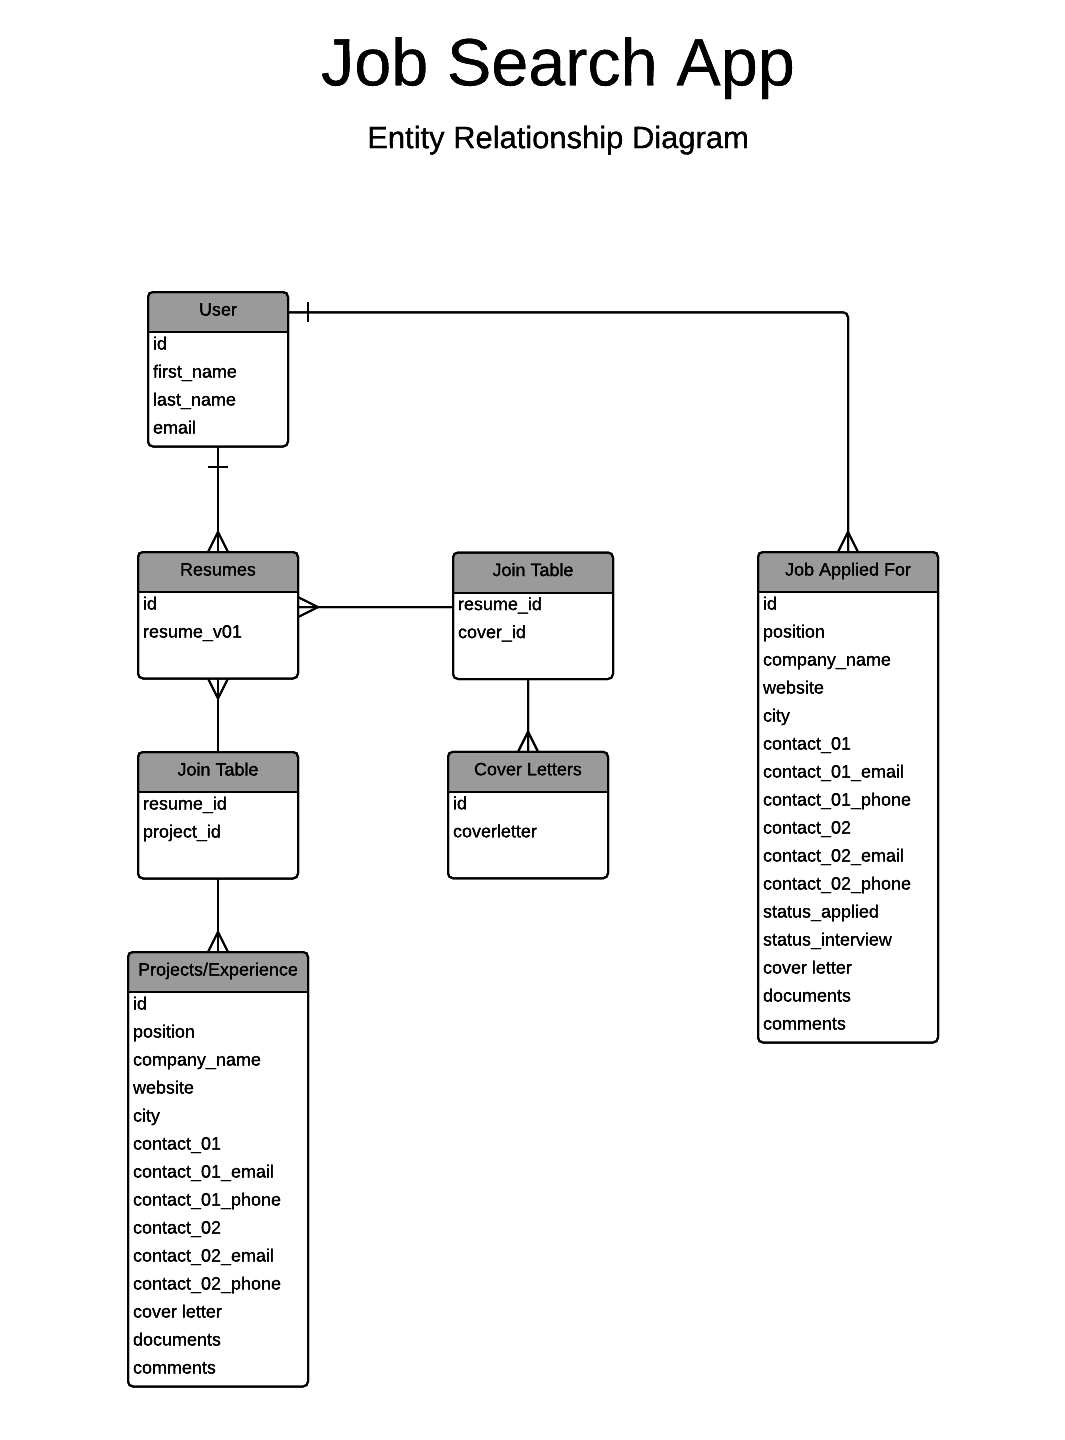 Job Search App
Entity Relationship Diagram
User
id
first_name
last_name
email
Resumes
id
resume_v01
Join Table
resume_id
cover_id
Job Applied For
id
position
company_name
website
city
contact_01
contact_01_email
contact_01_phone
contact_02
contact_02_email
contact_02_phone
status_applied
status_interview
cover letter
documents
comments
Join Table
resume_id
project_id
Cover Letters
id
coverletter
Projects/Experience
id
position
company_name
website
city
contact_01
contact_01_email
contact_01_phone
contact_02
contact_02_email
contact_02_phone
cover letter
documents
comments